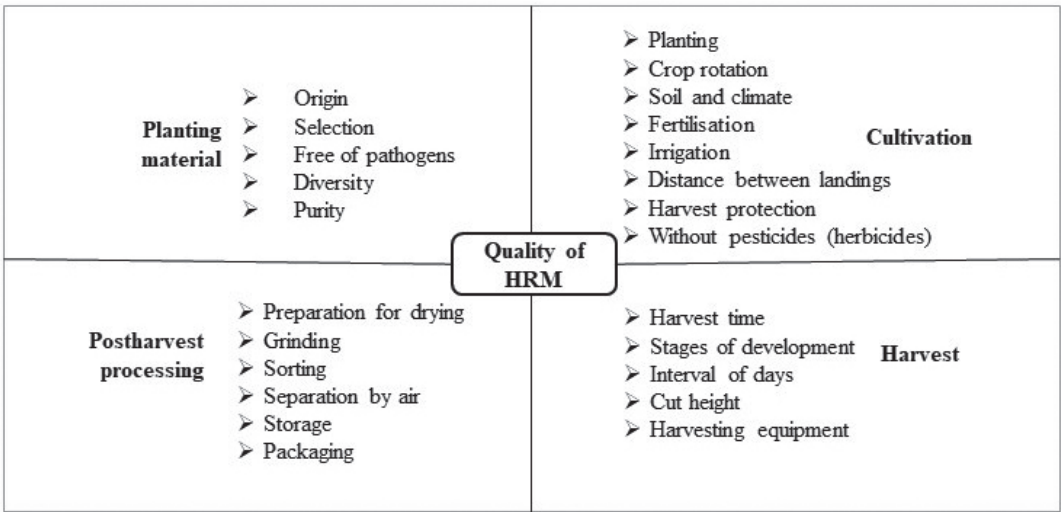 Planting
material
➢ Origin
➢ Selection
➢ Free of pathogens
➢ Diversity
➢ Purity
➢ Planting
➢ Crop rotation
➢ Soil and climate
➢ Fertilisation
➢ Irrigation
➢ Distance between landings
➢ Harvest protection
➢ Without pesticides (herbicides)
Cultivation
Quality of
HRM
Postharvest
processing
➢ Preparation for drying
➢ Grinding
➢ Sorting
➢ Separation by air
➢ Storage
➢ Packaging
➢ Harvest time
➢ Stages of development
➢ Interval of days
➢ Cut height
➢ Harvesting equipment
Harvest